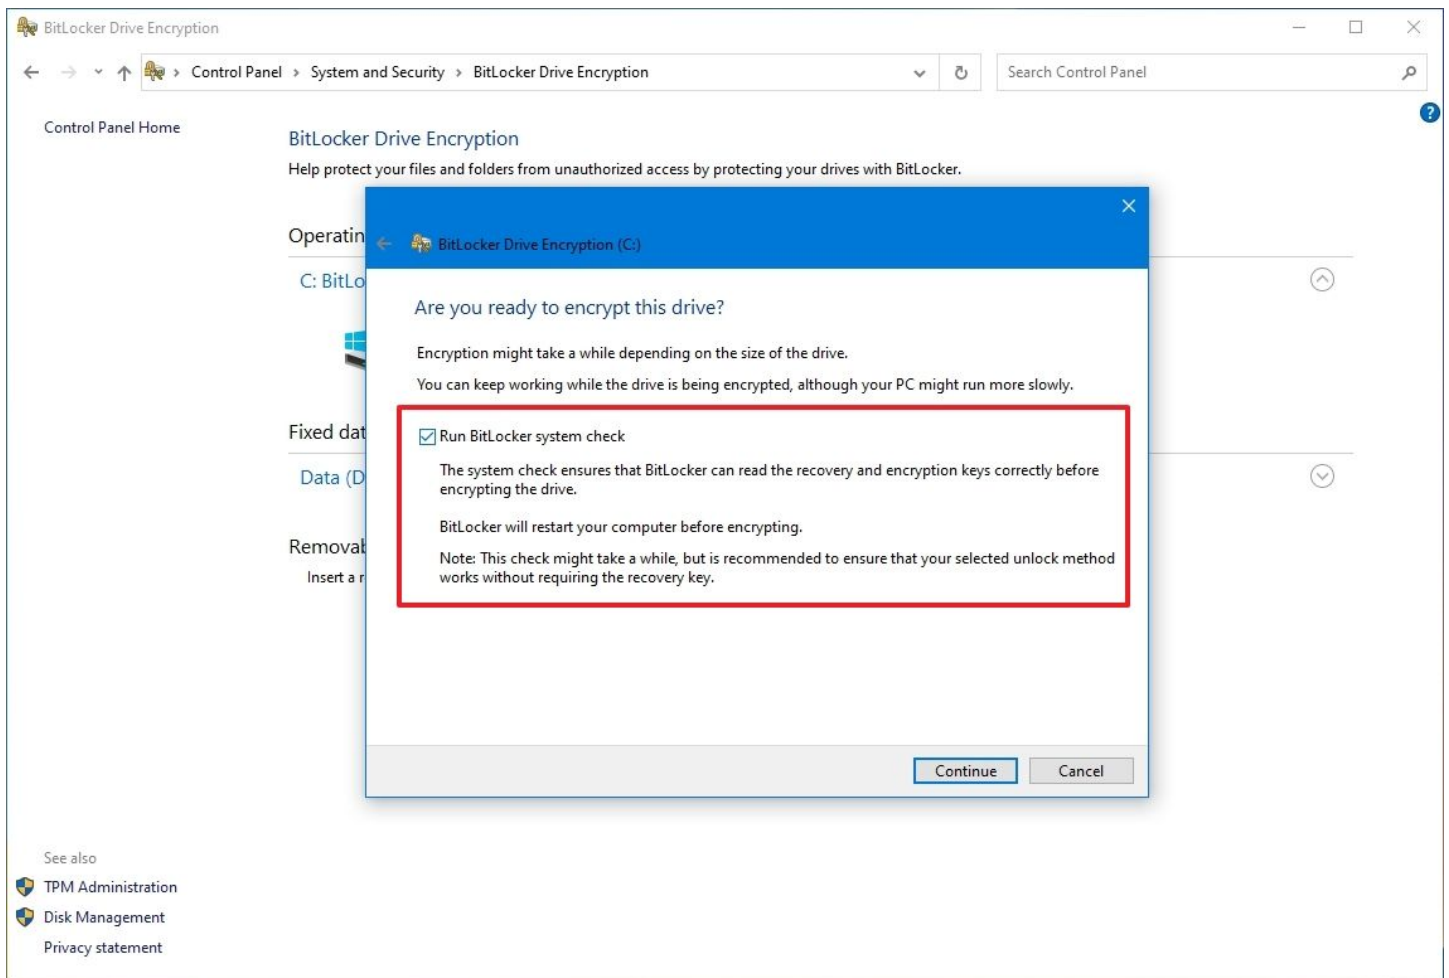 BitLocker Drive Encryption
Control Panel > System and Security > BitLocker Drive Encryption
Search Control Panel
?
Control Panel Home
BitLocker Drive Encryption
Help protect your files and folders from unauthorized access by protecting your drives with BitLocker.
Operatin
C: BitLo
Fixed dat
Data (D
Removal
Insert a r
BitLocker Drive Encryption (C:)
Are you ready to encrypt this drive?
Encryption might take a while depending on the size of the drive.
You can keep working while the drive is being encrypted, although your PC might run more slowly.
Run BitLocker system check
The system check ensures that BitLocker can read the recovery and encryption keys correctly before
encrypting the drive.
BitLocker will restart your computer before encrypting.
Note: This check might take a while, but is recommended to ensure that your selected unlock method
works without requiring the recovery key.
Continue
Cancel
See also
TPM Administration
Disk Management
Privacy statement